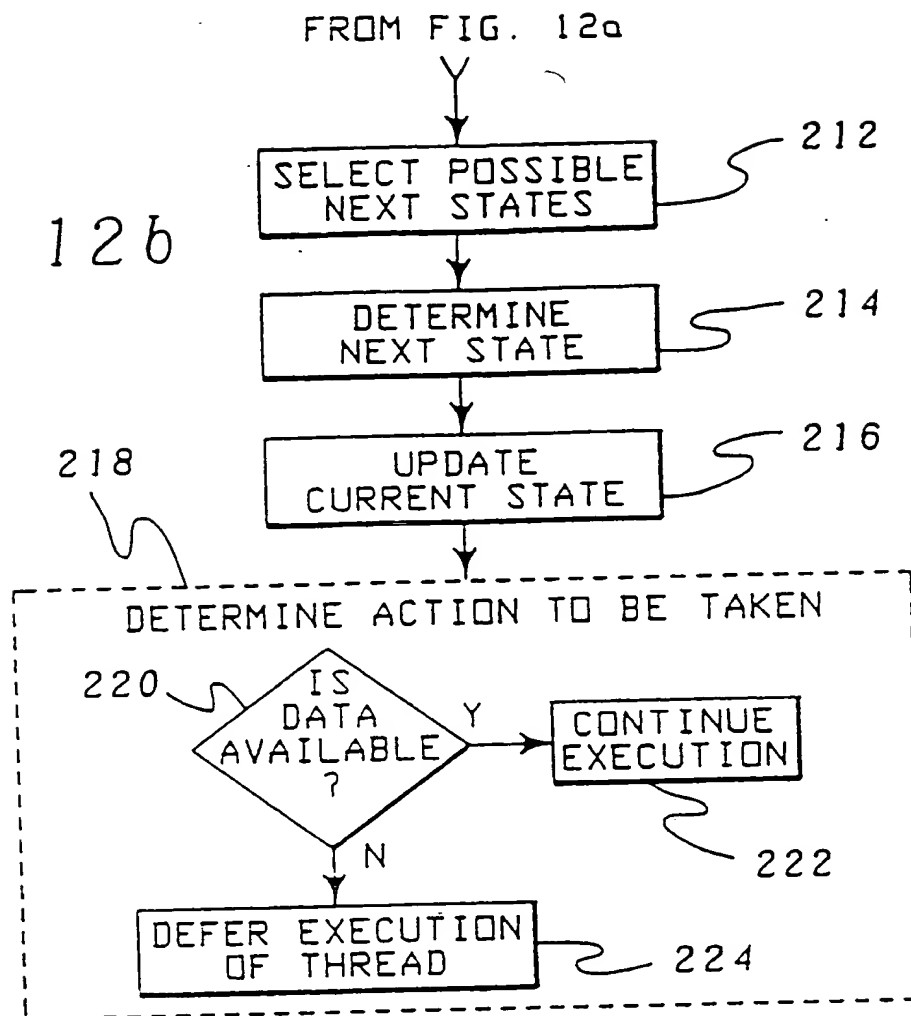 FROM FIG. 12a
212
SELECT POSSIBLE
NEXT STATES
12b
214
DETERMINE
NEXT STATE
216
UPDATE
CURRENT STATE
218
DETERMINE ACTION TO BE TAKEN
220
IS
DATA
AVAILABLE
?
Y
CONTINUE
EXECUTION
222
N
DEFER EXECUTION
OF THREAD
224